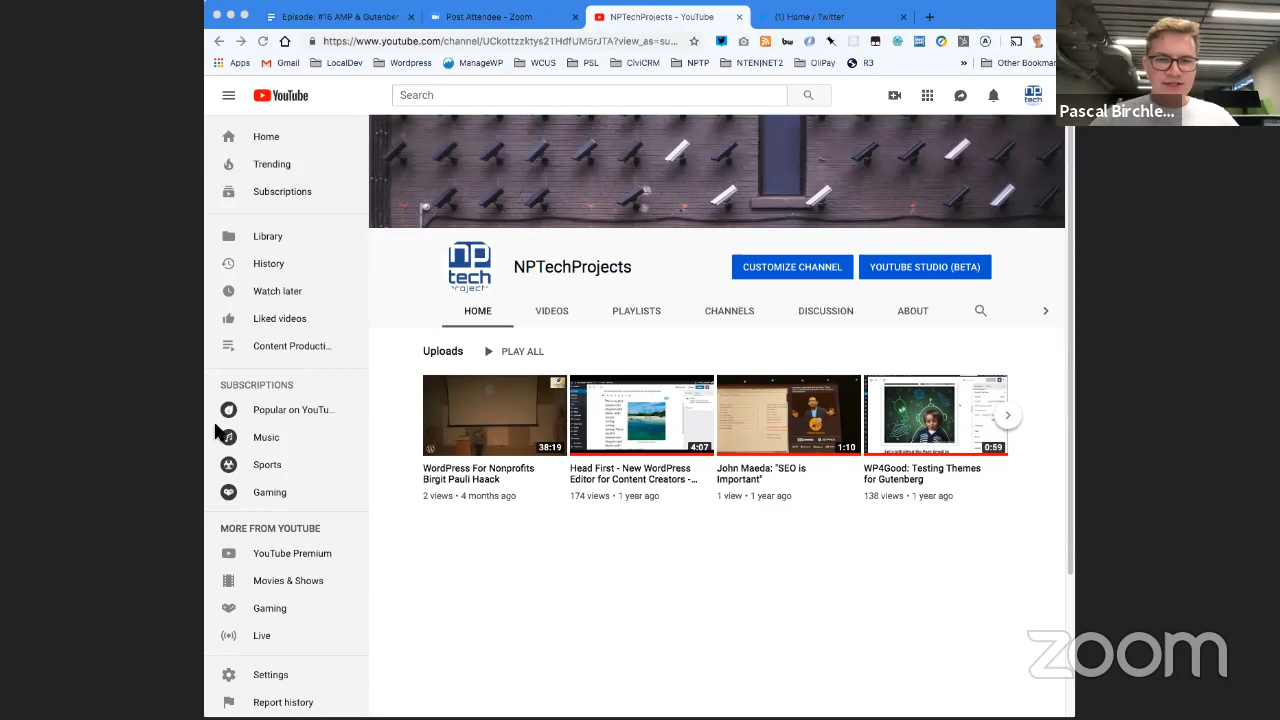 Episode: #16 AMP & Gutenber
Post Attendee - Zoom
NPTechProjects - YouTube
(1) Home / Twitter
https://www.youtube.com/channel/UCkottzzktys2THdfUM5rJTA?view_as=su...
Apps
Gmail
LocalDev
Wordpress
ManageWP
WCUS
PSL
CiviCRM
NPTP
NTEN|NET2
OliPay
R3
»
Other Bookmar
Pascal Birchle...
YouTube
Search
Home
Trending
Subscriptions
Library
History
Watch later
Liked videos
Content Producti...
SUBSCRIPTIONS
Popular on YouTu...
Music
Sports
Gaming
MORE FROM YOUTUBE
YouTube Premium
Movies & Shows
Gaming
Live
Settings
Report history
np
tech
projects
NPTechProjects
CUSTOMIZE CHANNEL
YOUTUBE STUDIO (BETA)
HOME
VIDEOS
PLAYLISTS
CHANNELS
DISCUSSION
ABOUT
Uploads
PLAY ALL
38:19
4:07
1:10
0:59
WordPress For Nonprofits
Birgit Pauli Haack
2 views • 4 months ago
Head First - New WordPress
Editor for Content Creators -...
174 views • 1 year ago
John Maeda: "SEO is
Important"
1 view • 1 year ago
WP4Good: Testing Themes
for Gutenberg
138 views • 1 year ago
zoom